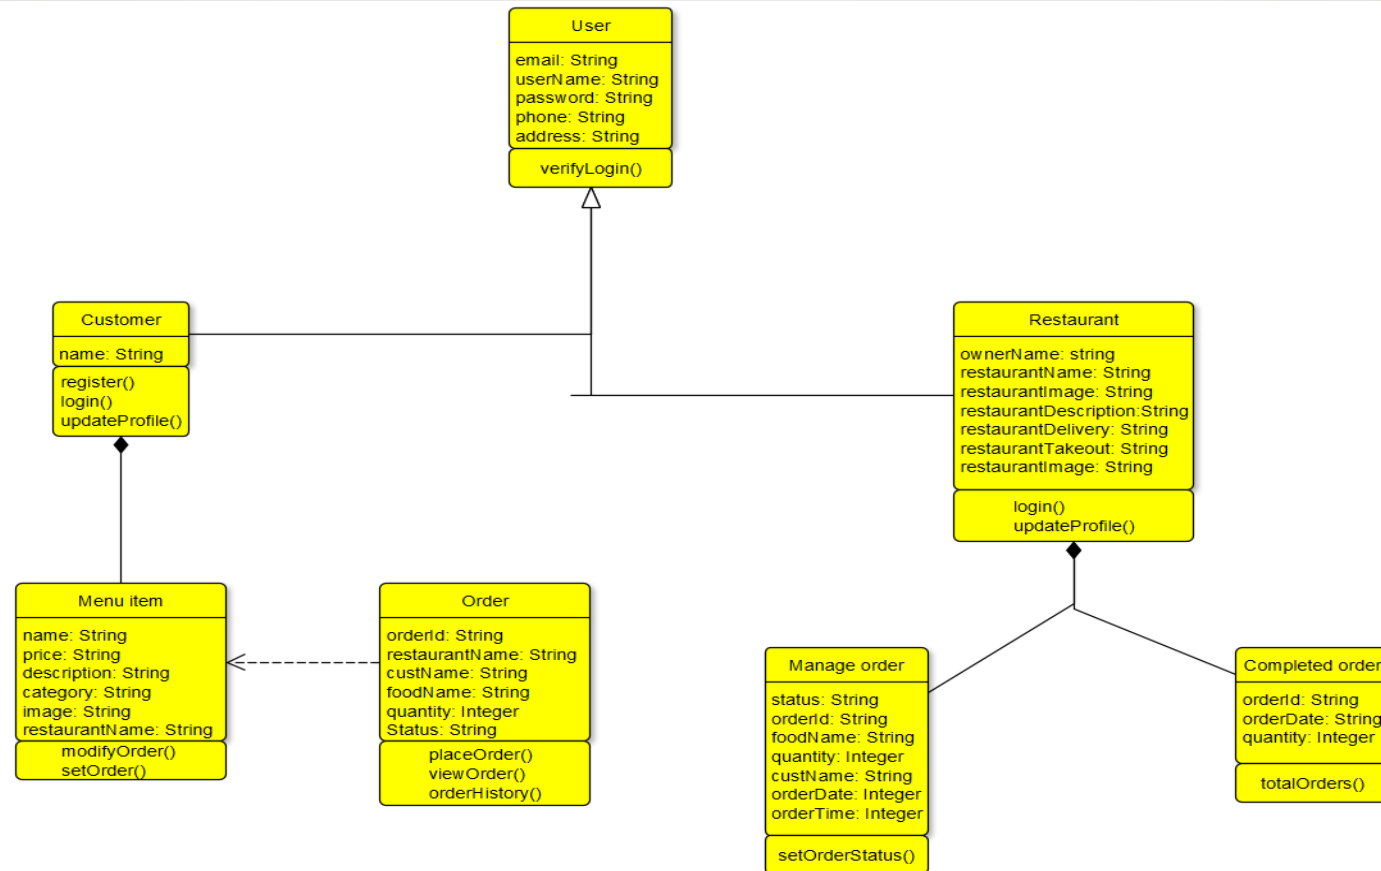 User
email: String
userName: String
password: String
phone: String
address: String
verifyLogin()
Customer
name: String
register()
login()
updateProfile()
Restaurant
ownerName: string
restaurantName: String
restaurantImage: String
restaurantDescription:String
restaurantDelivery: String
restaurantTakeout: String
restaurantImage: String
login()
updateProfile()
Menu item
name: String
price: String
description: String
category: String
image: String
restaurantName: String
modifyOrder()
setOrder()
Order
orderId: String
restaurantName: String
custName: String
foodName: String
quantity: Integer
Status: String
placeOrder()
viewOrder()
orderHistory()
Manage order
status: String
orderId: String
foodName: String
quantity: Integer
custName: String
orderDate: Integer
orderTime: Integer
setOrderStatus()
Completed order
orderId: String
orderDate: String
quantity: Integer
totalOrders()